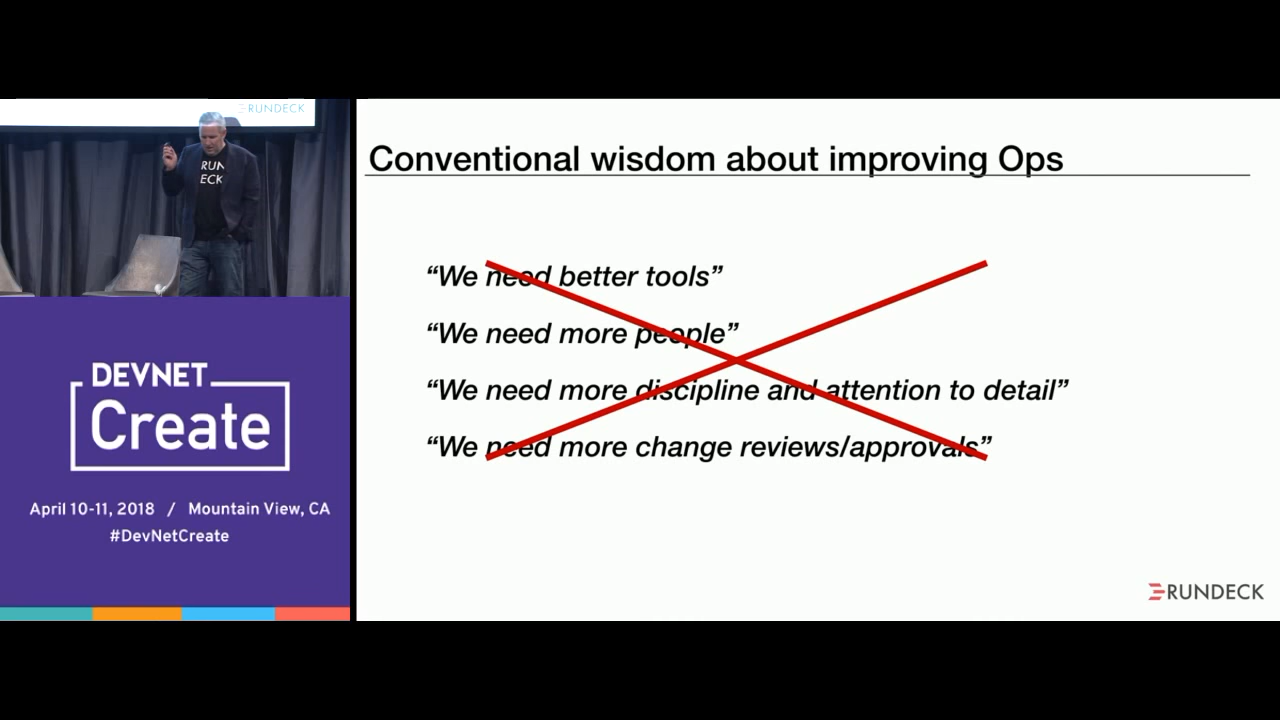 RUNDECK
RUN
ECK
DEVNET
Create
April 10-11, 2018 / Mountain View, CA
#DevNetCreate
Conventional wisdom about improving Ops
“We need better tools”
“We need more people”
“We need more discipline and attention to detail”
“We need more change reviews/approvals”
RUNDECK